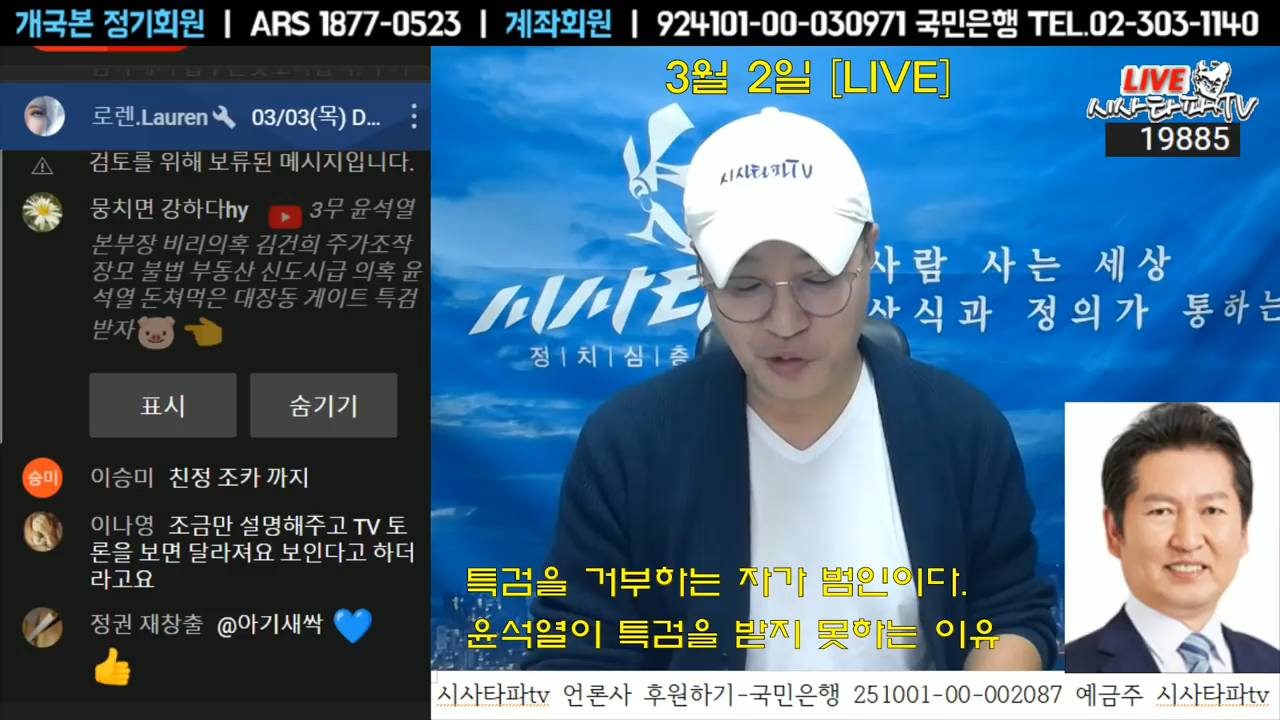 개국본 정기회원 | ARS 1877-0523 | 계좌회원 | 924101-00-030971 국민은행 TEL.02-303-1140
3월 2일 [LIVE]
LIVE
시사타파TV
19885
로렌.Lauren 03/03(목) D...
검토를 위해 보류된 메시지입니다.
뭉치면 강하다hy 3무 윤석열
본부장 비리의혹 김건희 주가조작
장모 불법 부동산 신도시급 의혹 윤
석열 돈쳐먹은 대장동 게이트 특검
받자
표시 숨기기
승미 이승미 친정 조카 까지
이나영 조금만 설명해주고 TV 토
론을 보면 달라져요 보인다고 하더
라고요
정권 재창출 @아기새싹
시사타파TV
사람 사는 세상
상식과 정의가 통하는
시사타
정|치|심|층
특검을 거부하는 자가 범인이다.
윤석열이 특검을 받지 못하는 이유
시사타파tv 언론사 후원하기-국민은행 251001-00-002087 예금주 시사타파tv